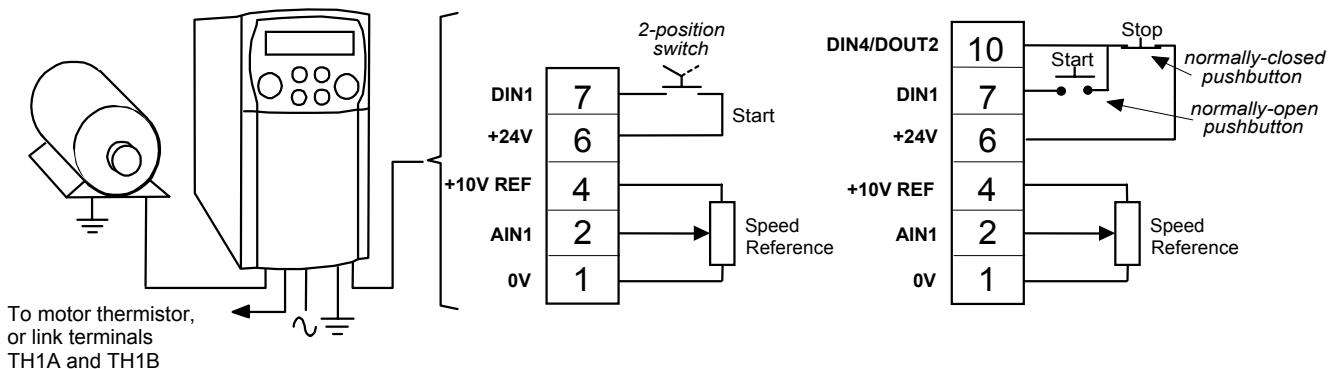 2-position
switch
DIN1 7
+24V 6
Start
+10V REF 4
AIN1 2
0V 1
Speed
Reference
DIN4/DOUT2 10
Stop
Start
normally-closed
pushbutton
DIN1 7
normally-open
pushbutton
+24V 6
+10V REF 4
AIN1 2
0V 1
Speed
Reference
To motor thermistor,
or link terminals
TH1A and TH1B